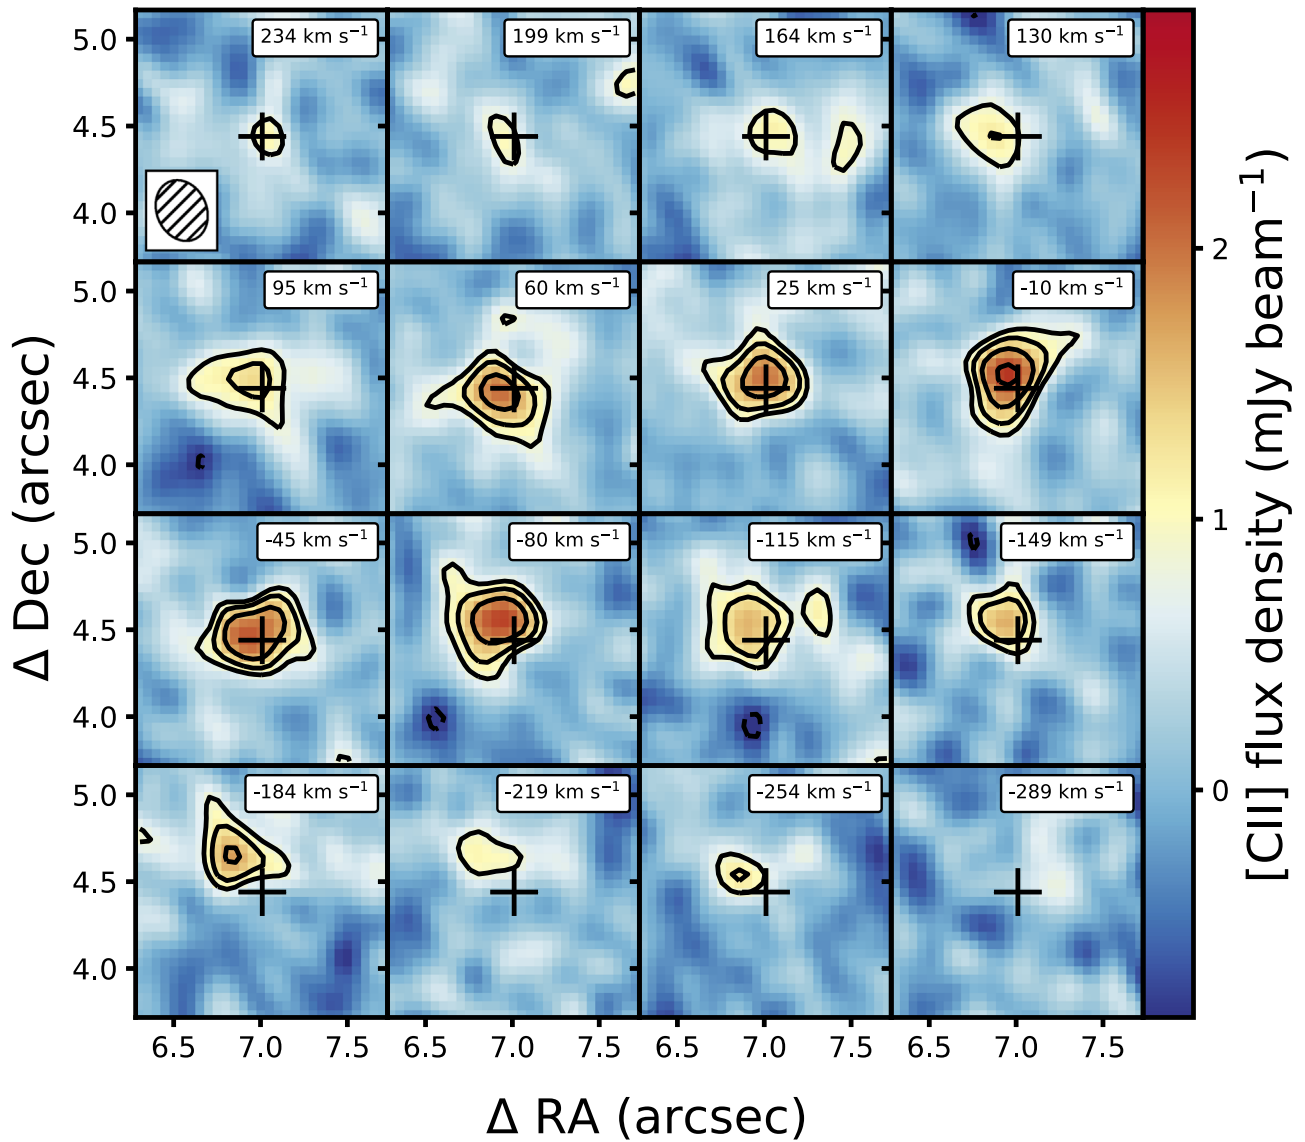 234 km s⁻¹ 199 km s⁻¹ 164 km s⁻¹ 130 km s⁻¹
5.0
4.5
4.0
95 km s⁻¹ 60 km s⁻¹ 25 km s⁻¹ -10 km s⁻¹
5.0
4.5
4.0
-45 km s⁻¹ -80 km s⁻¹ -115 km s⁻¹ -149 km s⁻¹
5.0
4.5
4.0
-184 km s⁻¹ -219 km s⁻¹ -254 km s⁻¹ -289 km s⁻¹
5.0
4.5
4.0
6.5 7.0 7.5 6.5 7.0 7.5 6.5 7.0 7.5 6.5 7.0 7.5
Δ RA (arcsec)
Δ Dec (arcsec)
2
1
0
[CII] flux density (mJy beam⁻¹)